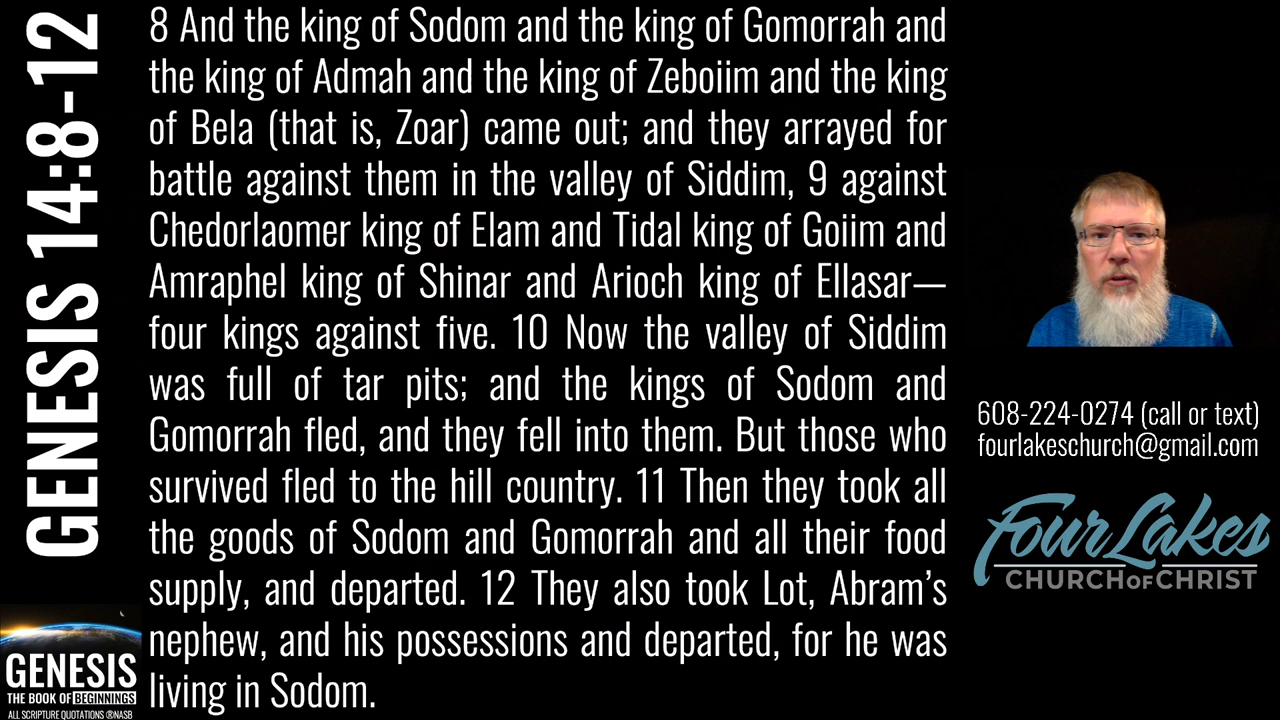 GENESIS 14:8-12
8 And the king of Sodom and the king of Gomorrah and
the king of Admah and the king of Zeboiim and the king
of Bela (that is, Zoar) came out; and they arrayed for
battle against them in the valley of Siddim, 9 against
Chedorlaomer king of Elam and Tidal king of Goiim and
Amraphel king of Shinar and Arioch king of Ellasar—
four kings against five. 10 Now the valley of Siddim
was full of tar pits; and the kings of Sodom and
Gomorrah fled, and they fell into them. But those who
survived fled to the hill country. 11 Then they took all
the goods of Sodom and Gomorrah and all their food
supply, and departed. 12 They also took Lot, Abram’s
nephew, and his possessions and departed, for he was
living in Sodom.
608-224-0274 (call or text)
fourlakeschurch@gmail.com
Four Lakes
CHURCH OF CHRIST
GENESIS
THE BOOK OF BEGINNINGS
ALL SCRIPTURE QUOTATIONS ®NASB